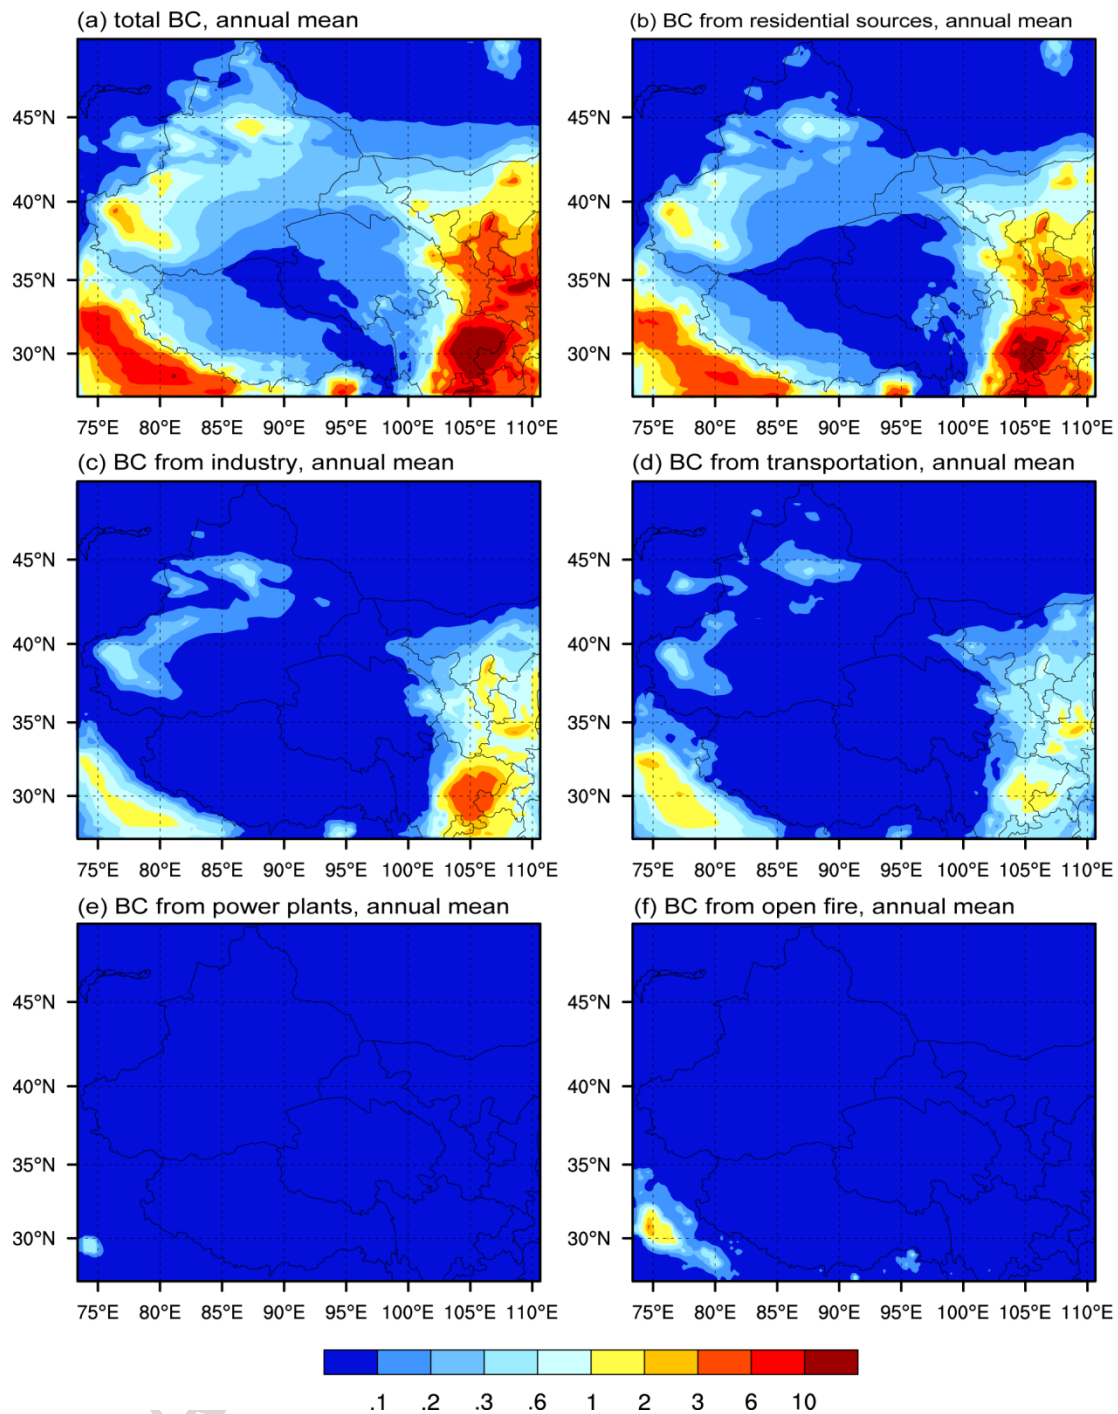 (a) total BC, annual mean
(b) BC from residential sources, annual mean
45°N
40°N
35°N
30°N
75°E 80°E 85°E 90°E 95°E 100°E 105°E 110°E
45°N
40°N
35°N
30°N
75°E 80°E 85°E 90°E 95°E 100°E 105°E 110°E
(c) BC from industry, annual mean
(d) BC from transportation, annual mean
45°N
40°N
35°N
30°N
75°E 80°E 85°E 90°E 95°E 100°E 105°E 110°E
45°N
40°N
35°N
30°N
75°E 80°E 85°E 90°E 95°E 100°E 105°E 110°E
(e) BC from power plants, annual mean
(f) BC from open fire, annual mean
45°N
40°N
35°N
30°N
75°E 80°E 85°E 90°E 95°E 100°E 105°E 110°E
45°N
40°N
35°N
30°N
75°E 80°E 85°E 90°E 95°E 100°E 105°E 110°E
.1 .2 .3 .6 1 2 3 6 10